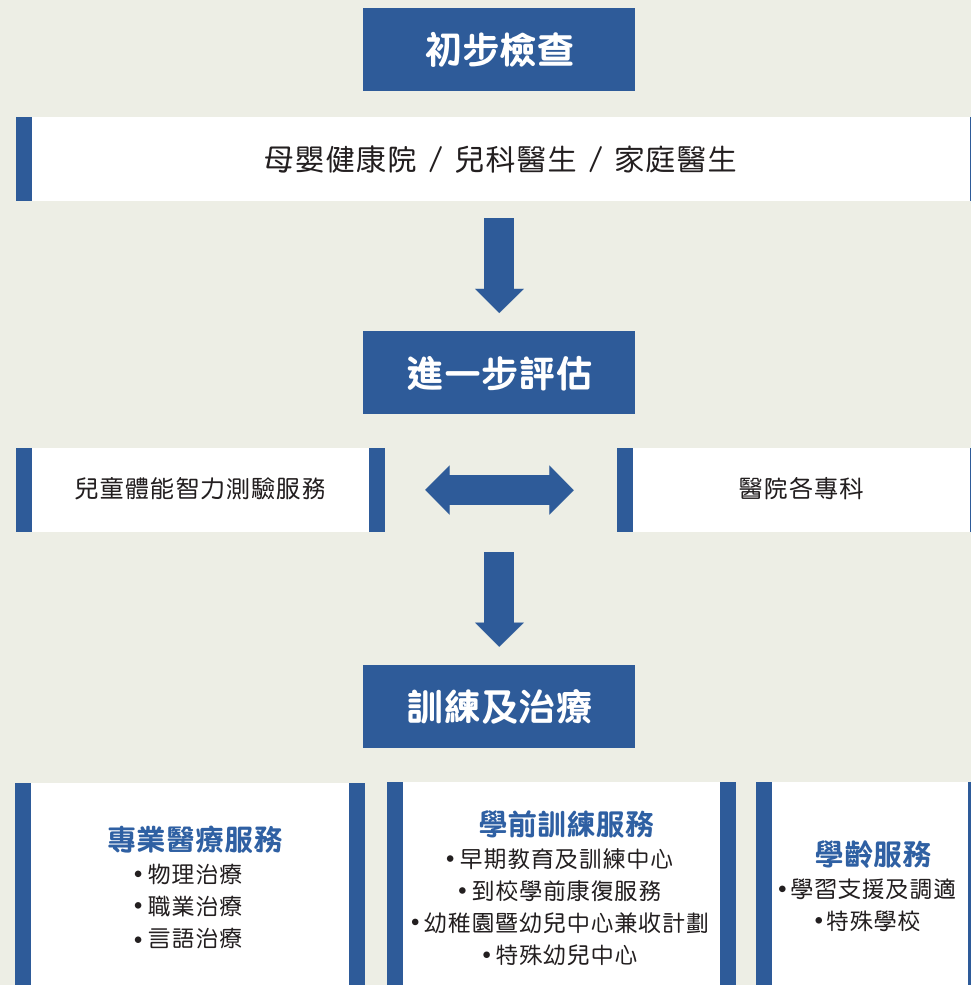 初步檢查
母嬰健康院 / 兒科醫生 / 家庭醫生
進一步評估
兒童體能智力測驗服務
醫院各專科
訓練及治療
專業醫療服務
•物理治療
•職業治療
•言語治療
學前訓練服務
•早期教育及訓練中心
•到校學前康復服務
•幼稚園暨幼兒中心兼收計劃
•特殊幼兒中心
學齡服務
•學習支援及調適
•特殊學校